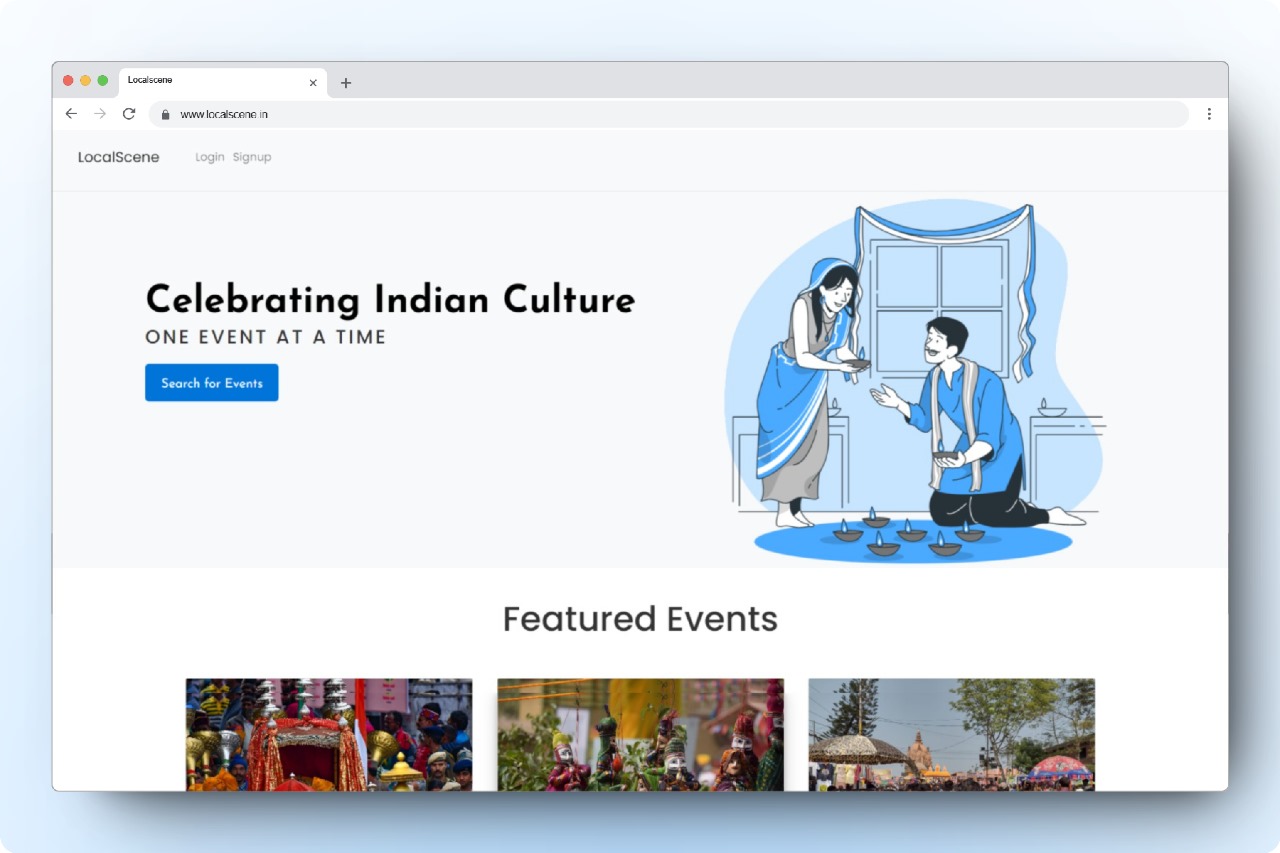 Localscene
www.localscene.in
LocalScene Login Signup
Celebrating Indian Culture
ONE EVENT AT A TIME
Search for Events
Featured Events